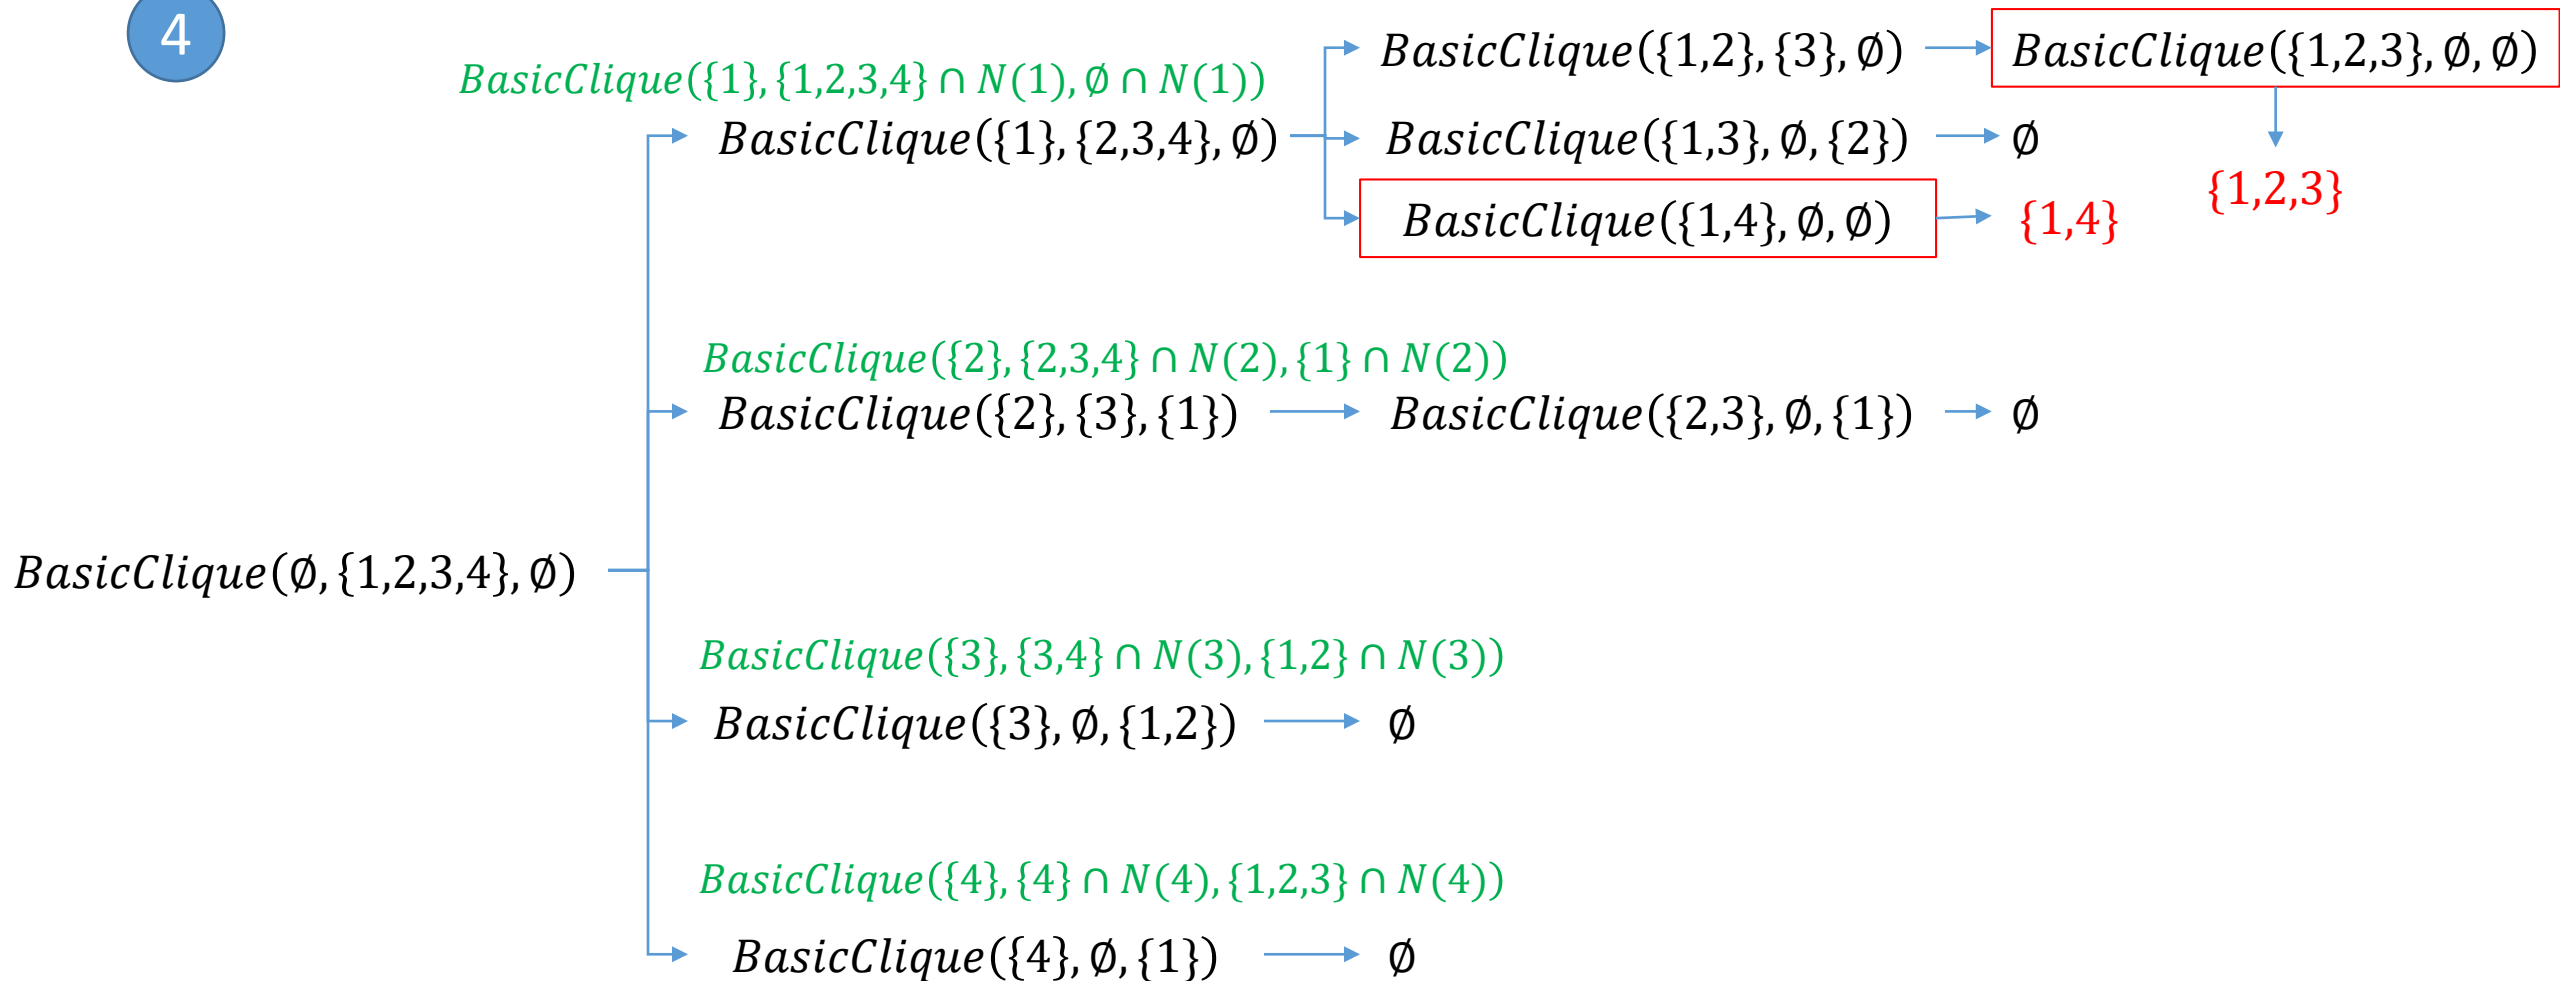 4
BasicClique({1}, {1,2,3,4} ∩ N(1), ∅ ∩ N(1))
BasicClique({1}, {2,3,4}, ∅)
BasicClique({1,2}, {3}, ∅)
BasicClique({1,2,3}, ∅, ∅)
BasicClique({1,3}, ∅, {2})
∅
{1,2,3}
BasicClique({1,4}, ∅, ∅)
{1,4}
BasicClique({2}, {2,3,4} ∩ N(2), {1} ∩ N(2))
BasicClique({2}, {3}, {1})
BasicClique({2,3}, ∅, {1})
∅
BasicClique(∅, {1,2,3,4}, ∅)
BasicClique({3}, {3,4} ∩ N(3), {1,2} ∩ N(3))
BasicClique({3}, ∅, {1,2})
∅
BasicClique({4}, {4} ∩ N(4), {1,2,3} ∩ N(4))
BasicClique({4}, ∅, {1})
∅